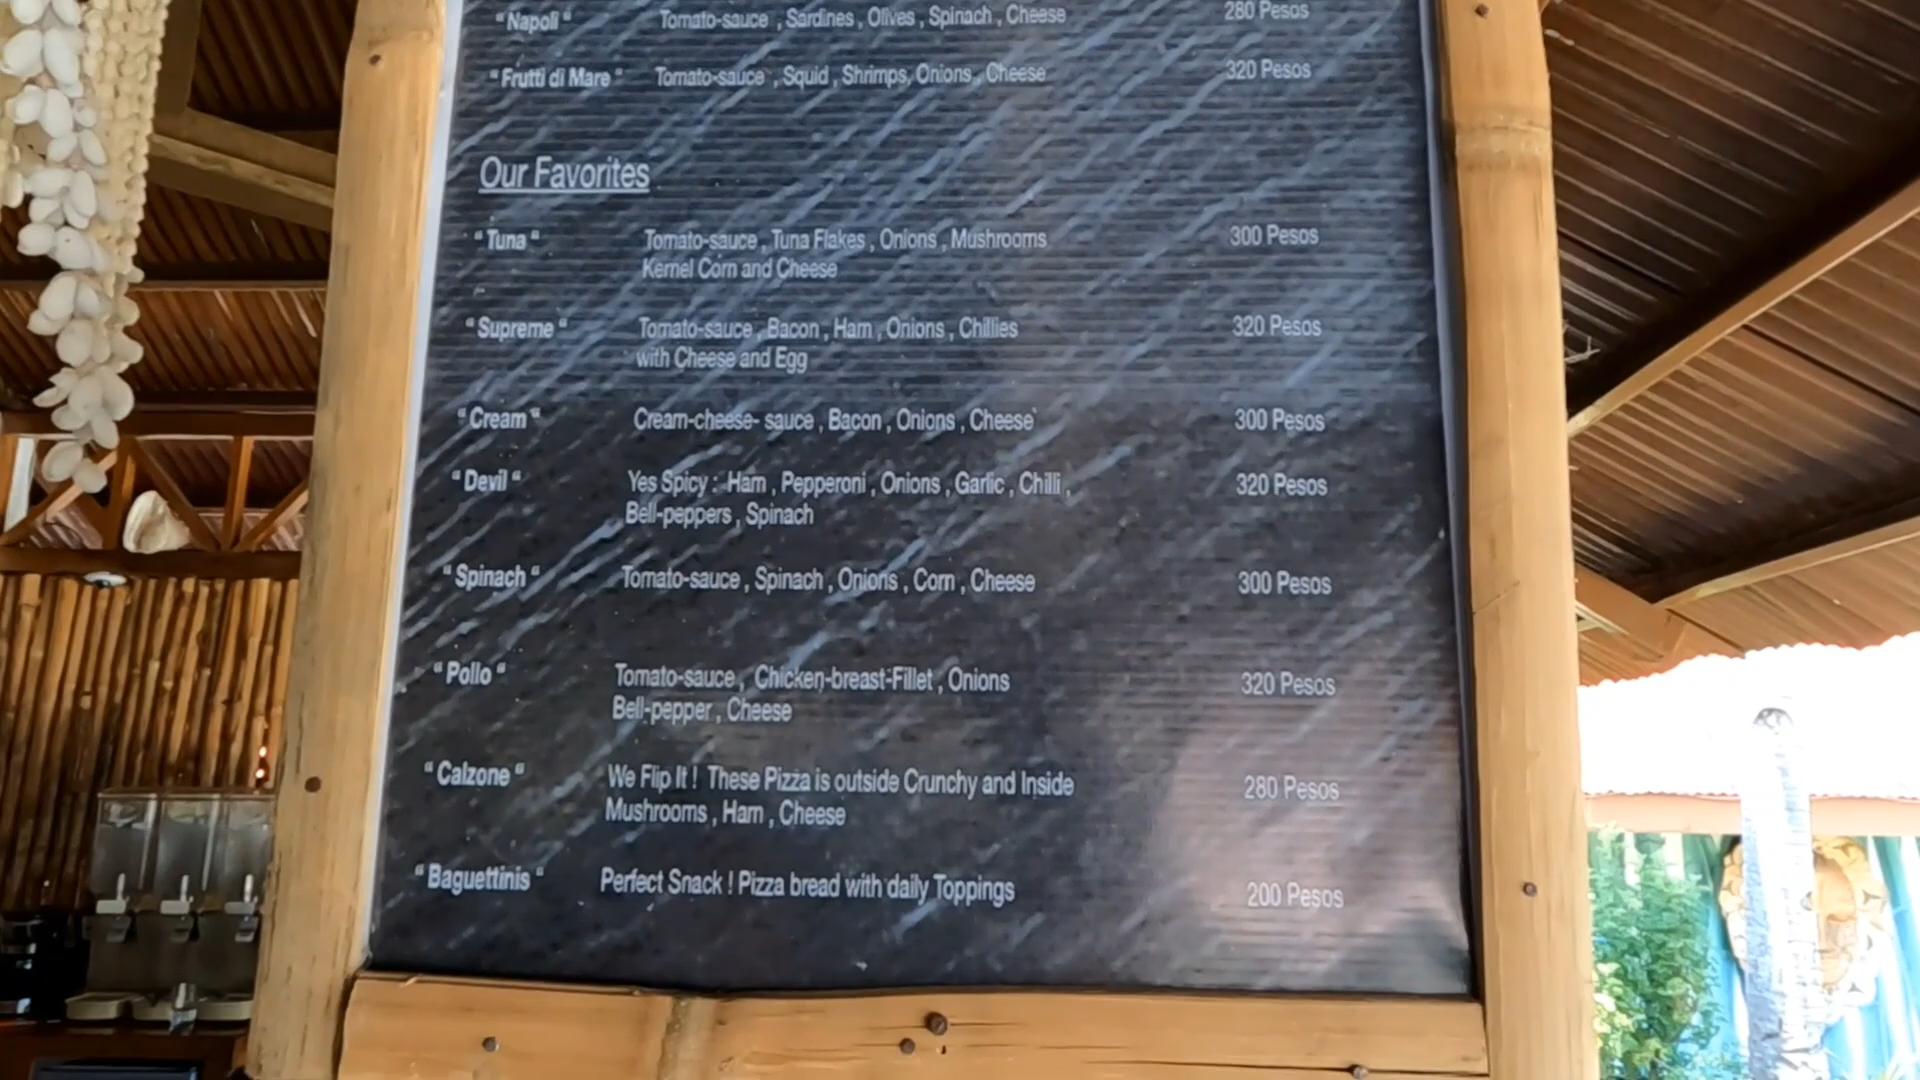 “Napoli“ Tomato-sauce , Sardines , Olives , Spinach , Cheese 280 Pesos
“Frutti di Mare“ Tomato-sauce , Squid , Shrimps, Onions , Cheese 320 Pesos
Our Favorites
“Tuna“ Tomato-sauce , Tuna Flakes , Onions , Mushrooms 300 Pesos
Kernel Corn and Cheese
“Supreme“ Tomato-sauce , Bacon , Ham , Onions , Chillies 320 Pesos
with Cheese and Egg
“Cream“ Cream-cheese- sauce , Bacon , Onions , Cheese` 300 Pesos
“Devil“ Yes Spicy : Ham , Pepperoni , Onions , Garlic , Chilli , 320 Pesos
Bell-peppers , Spinach
“Spinach“ Tomato-sauce , Spinach , Onions , Corn , Cheese 300 Pesos
“Pollo“ Tomato-sauce , Chicken-breast-Fillet , Onions 320 Pesos
Bell-pepper , Cheese
“Calzone“ We Flip It ! These Pizza is outside Crunchy and Inside 280 Pesos
Mushrooms , Ham , Cheese
“Baguettinis“ Perfect Snack ! Pizza bread with daily Toppings 200 Pesos